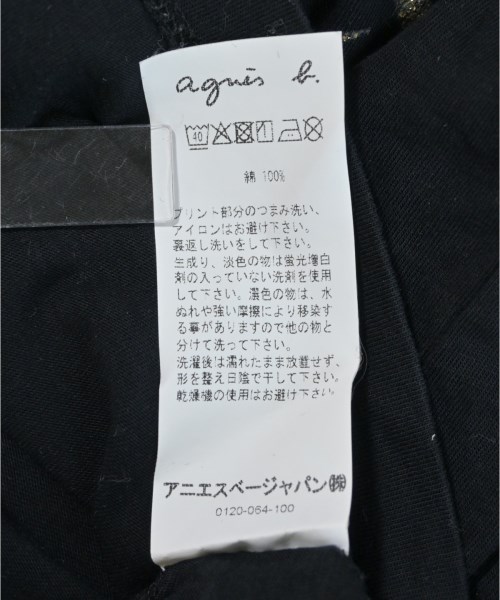 agnès b.
40
綿 100%
プリント部分のつまみ洗い、
アイロンはお避け下さい。
裏返し洗いをして下さい。
生成り、淡色の物は蛍光増白
剤の入っていない洗剤を使用
して下さい。濃色の物は、水
ぬれや強い摩擦により移染す
る事がありますので他の物と
分けて洗って下さい。
洗濯後は濡れたまま放置せず、
形を整え日陰で干して下さい。
乾燥機の使用はお避け下さい。
アニエスベージャパン㈱
0120-064-100